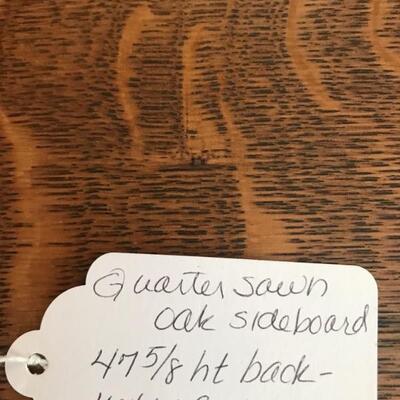 Quarter sawn
oak sideboard
47 5/8 ht back-